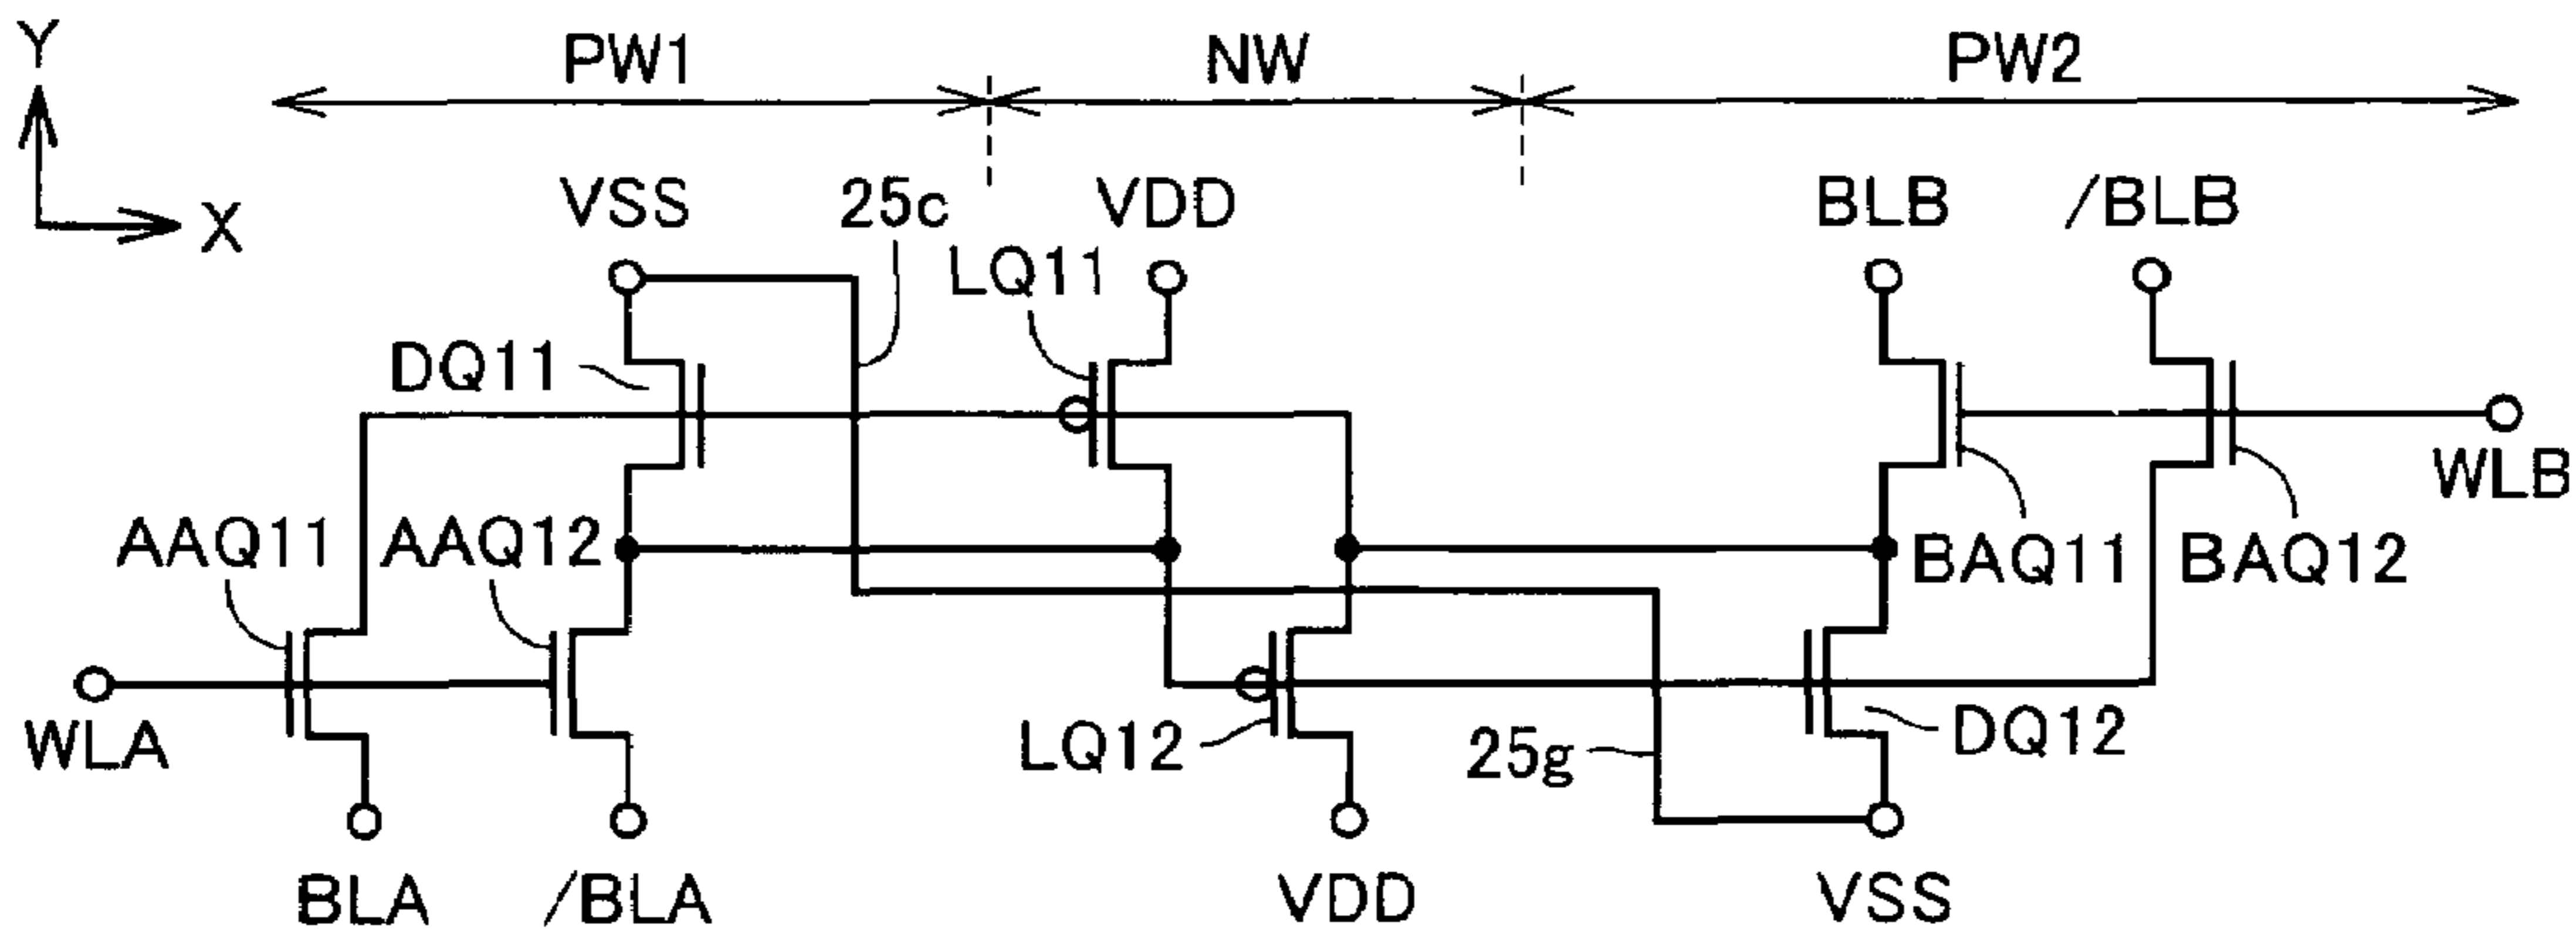 Y
PW1 NW PW2
X
VSS 25c VDD BLB /BLB
LQ11
DQ11
WLB
AAQ11 AAQ12 BAQ11 BAQ12
WLA LQ12 25g DQ12
BLA /BLA VDD VSS